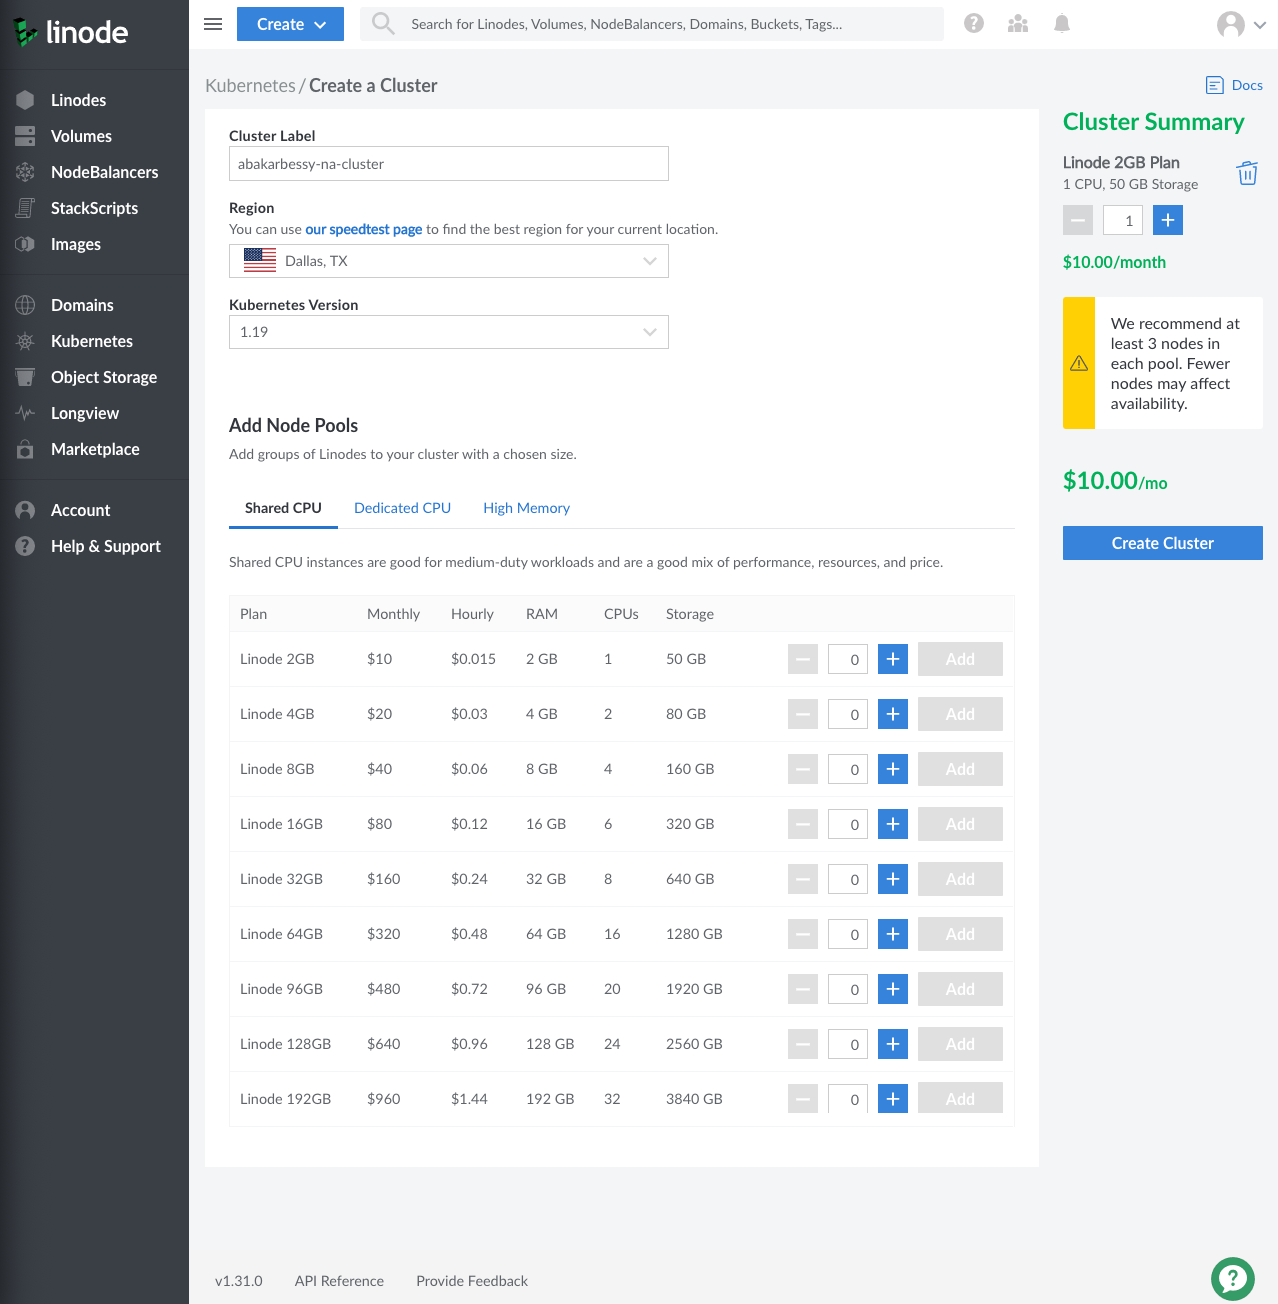 linode
Create
Search for Linodes, Volumes, NodeBalancers, Domains, Buckets, Tags...
Linodes
Volumes
NodeBalancers
StackScripts
Images
Domains
Kubernetes
Object Storage
Longview
Marketplace
Account
Help & Support
Kubernetes / Create a Cluster
Docs
Cluster Label
abakarbessy-na-cluster
Region
You can use our speedtest page to find the best region for your current location.
Dallas, TX
Kubernetes Version
1.19
Add Node Pools
Add groups of Linodes to your cluster with a chosen size.
Shared CPU Dedicated CPU High Memory
Shared CPU instances are good for medium-duty workloads and are a good mix of performance, resources, and price.
Plan Monthly Hourly RAM CPUs Storage
Linode 2GB $10 $0.015 2 GB 1 50 GB 0 Add
Linode 4GB $20 $0.03 4 GB 2 80 GB 0 Add
Linode 8GB $40 $0.06 8 GB 4 160 GB 0 Add
Linode 16GB $80 $0.12 16 GB 6 320 GB 0 Add
Linode 32GB $160 $0.24 32 GB 8 640 GB 0 Add
Linode 64GB $320 $0.48 64 GB 16 1280 GB 0 Add
Linode 96GB $480 $0.72 96 GB 20 1920 GB 0 Add
Linode 128GB $640 $0.96 128 GB 24 2560 GB 0 Add
Linode 192GB $960 $1.44 192 GB 32 3840 GB 0 Add
Cluster Summary
Linode 2GB Plan
1 CPU, 50 GB Storage
1
$10.00/month
We recommend at
least 3 nodes in
each pool. Fewer
nodes may affect
availability.
$10.00/mo
Create Cluster
v1.31.0 API Reference Provide Feedback